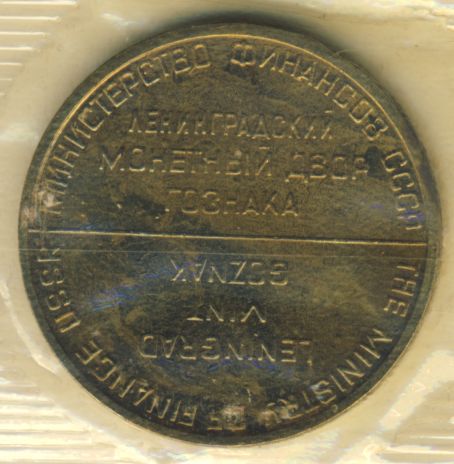 МИНИСТЕРСТВО ФИНАНСОВ СССР
ЛЕНИНГРАДСКИЙ
МОНЕТНЫЙ ДВОР
ГОЗНАКА
THE MINISTRY OF FINANCE USSR
LENINGRAD
MINT
GOZNAK